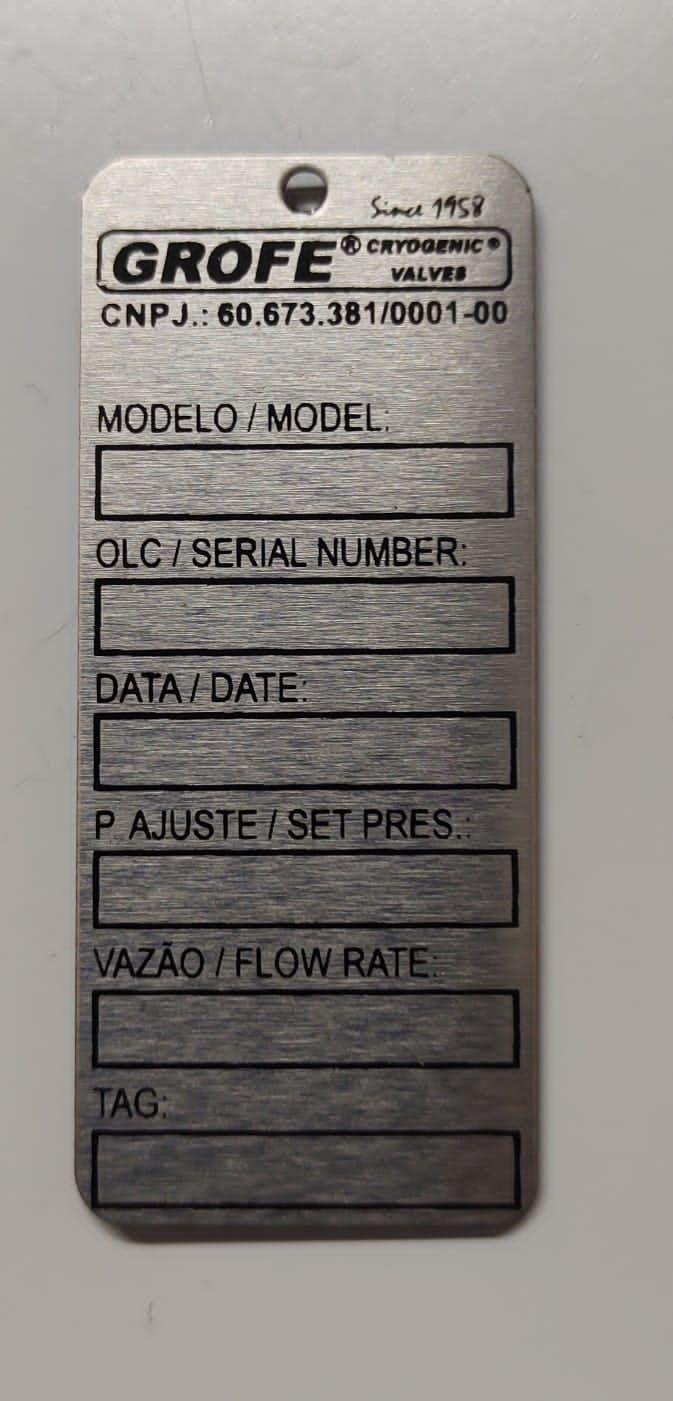 Since 1958
GROFE® CRYOGENIC®
VALVES
CNPJ.: 60.673.381/0001-00
MODELO / MODEL:
OLC / SERIAL NUMBER:
DATA / DATE:
P. AJUSTE / SET PRES.:
VAZÃO / FLOW RATE:
TAG: